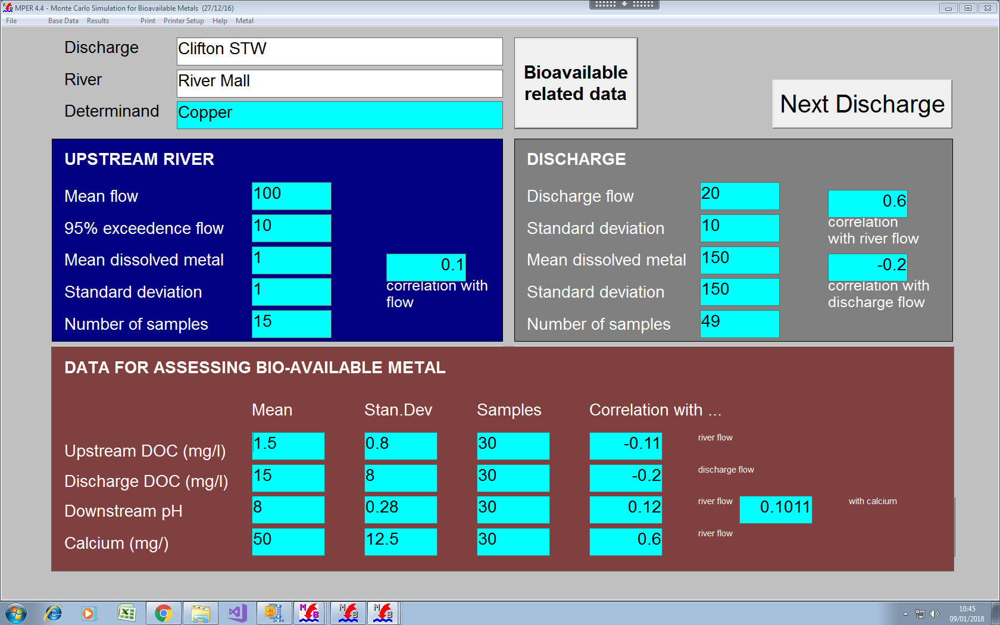 MPER 4.4 - Monte Carlo Simulation for Bioavailable Metals (27/12/16)
File Base Data Results Print Printer Setup Help Metal
Discharge Clifton STW
River River Mall
Determinand Copper
Bioavailable
related data
Next Discharge
UPSTREAM RIVER
Mean flow 100
95% exceedence flow 10
Mean dissolved metal 1
0.1
correlation with
flow
Standard deviation 1
Number of samples 15
DISCHARGE
Discharge flow 20
0.6
correlation
with river flow
Standard deviation 10
Mean dissolved metal 150
-0.2
correlation with
discharge flow
Standard deviation 150
Number of samples 49
DATA FOR ASSESSING BIO-AVAILABLE METAL
Mean Stan.Dev Samples Correlation with ...
Upstream DOC (mg/l) 1.5 0.8 30 -0.11 river flow
Discharge DOC (mg/l) 15 8 30 -0.2 discharge flow
Downstream pH 8 0.28 30 0.12 river flow 0.1011 with calcium
Calcium (mg/) 50 12.5 30 0.6 river flow
M B
M B
M B
10:45
09/01/2018